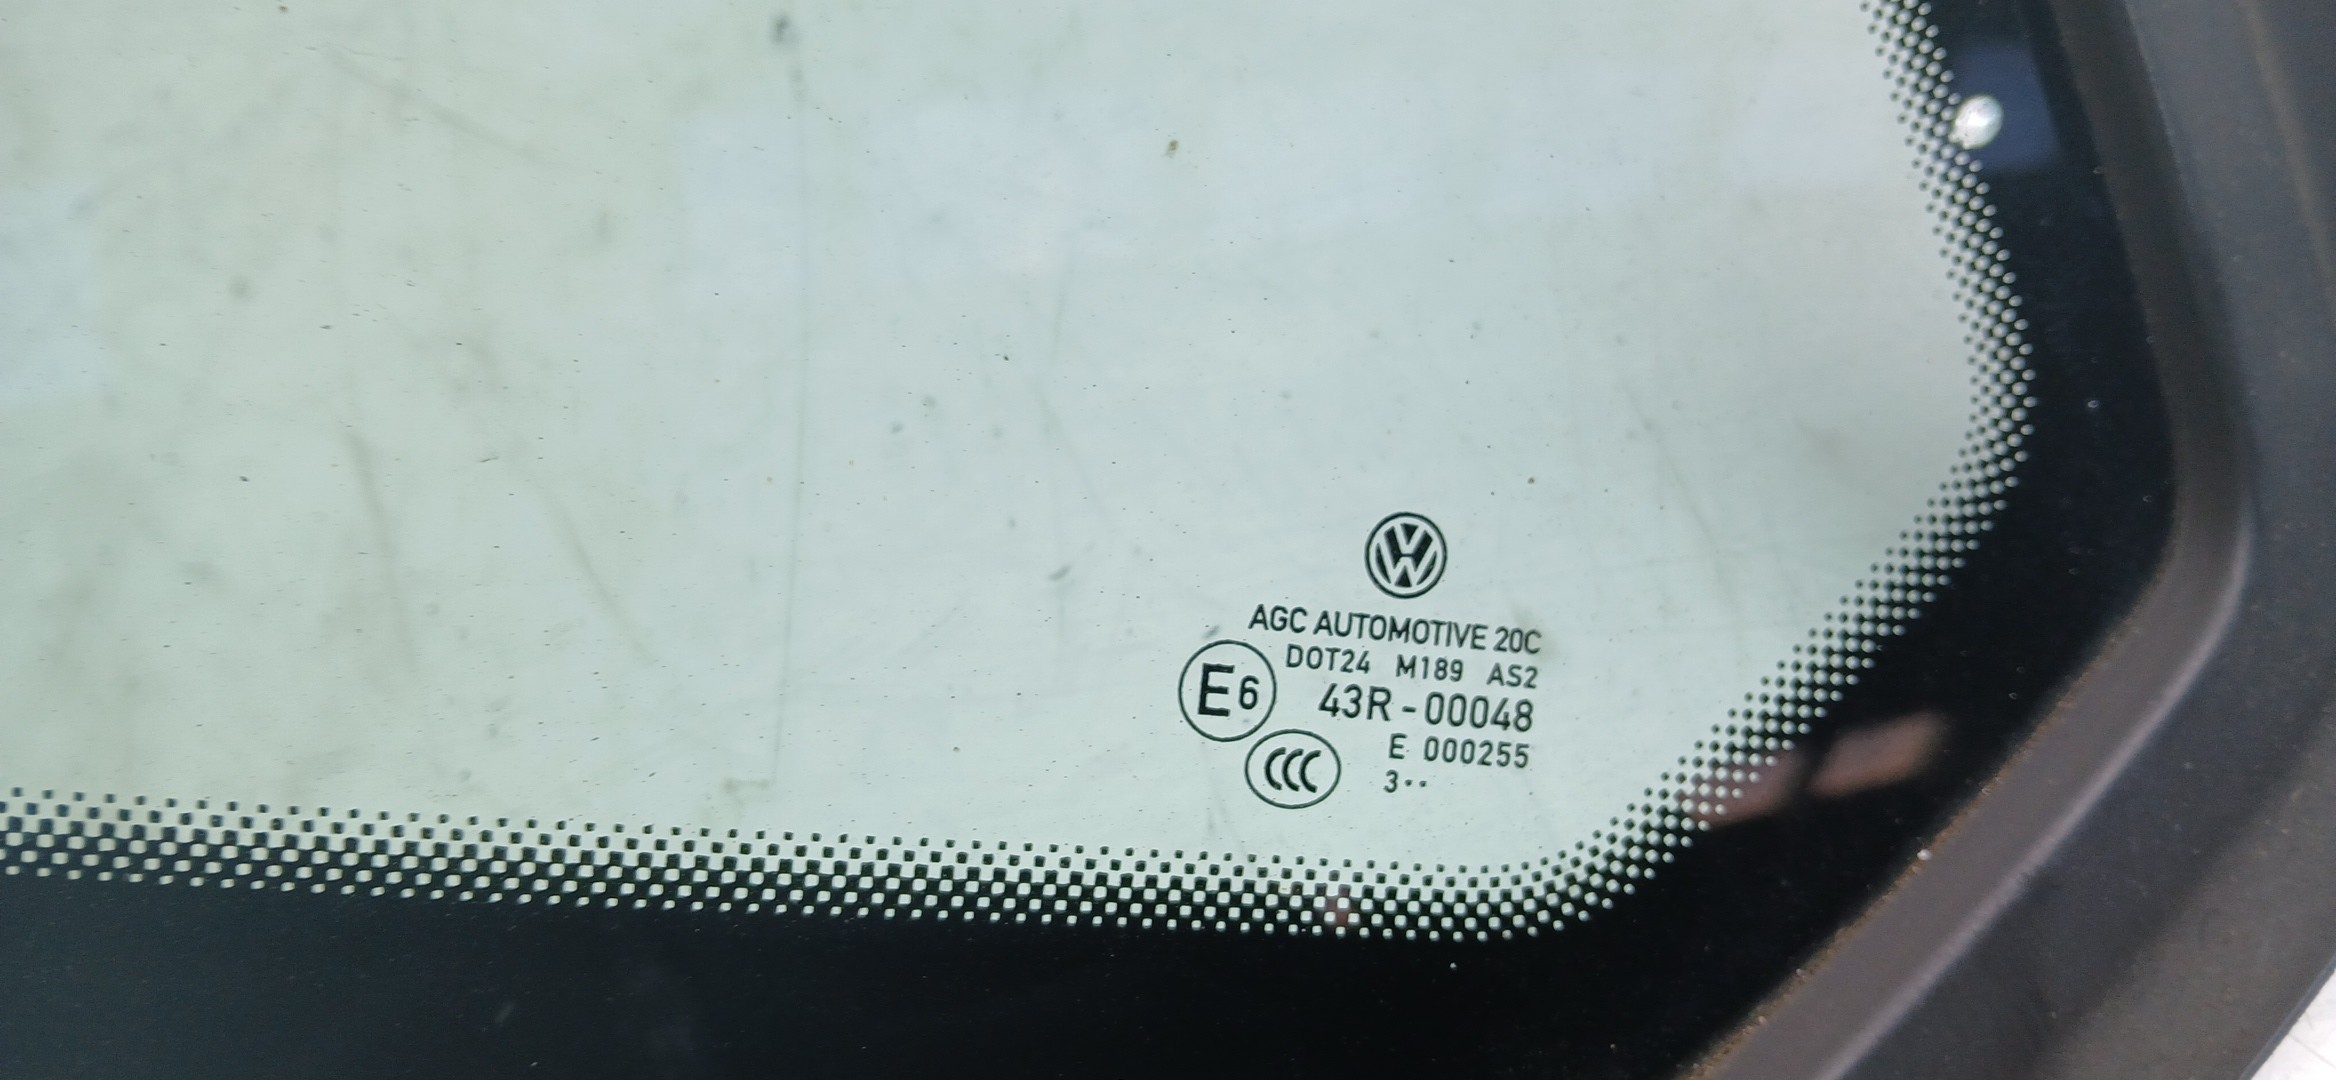 AGC AUTOMOTIVE 20C
DOT24 M189 AS2
E6 43R-00048
E 000255
CCC 3··